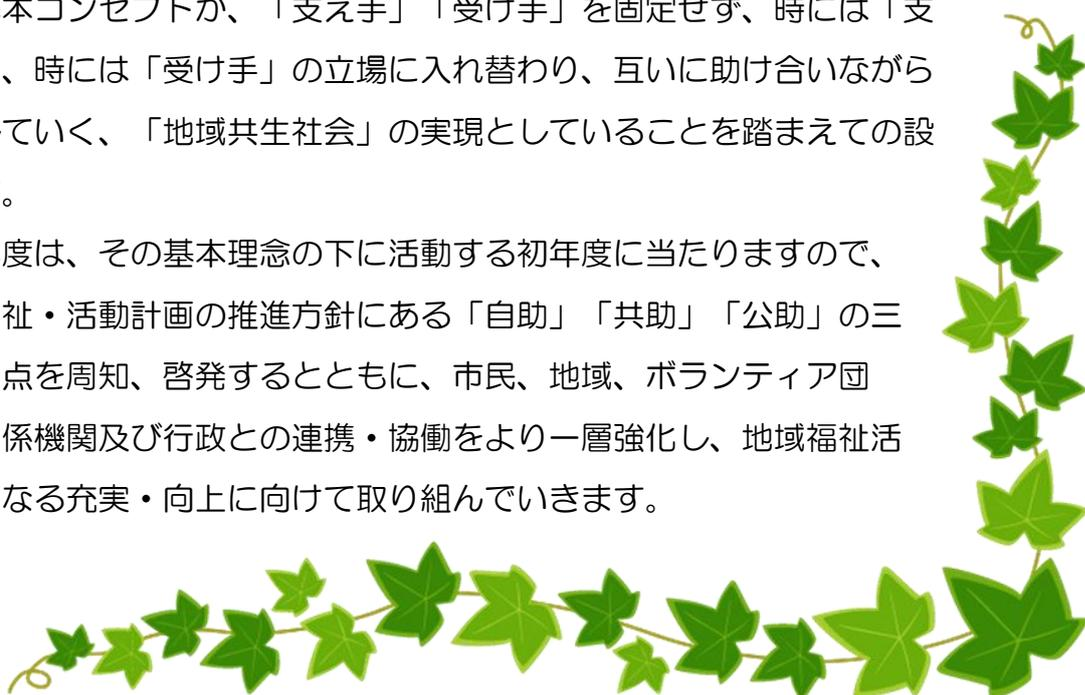 本コンセプトが、「支え手」「受け手」を固定せず、時には「支
、時には「受け手」の立場に入れ替わり、互いに助け合いながら
ていく、「地域共生社会」の実現としていることを踏まえての設
。
度は、その基本理念の下に活動する初年度に当たりますので、
祉・活動計画の推進方針にある「自助」「共助」「公助」の三
点を周知、啓発するとともに、市民、地域、ボランティア団
係機関及び行政との連携・協働をより一層強化し、地域福祉活
なる充実・向上に向けて取り組んでいきます。